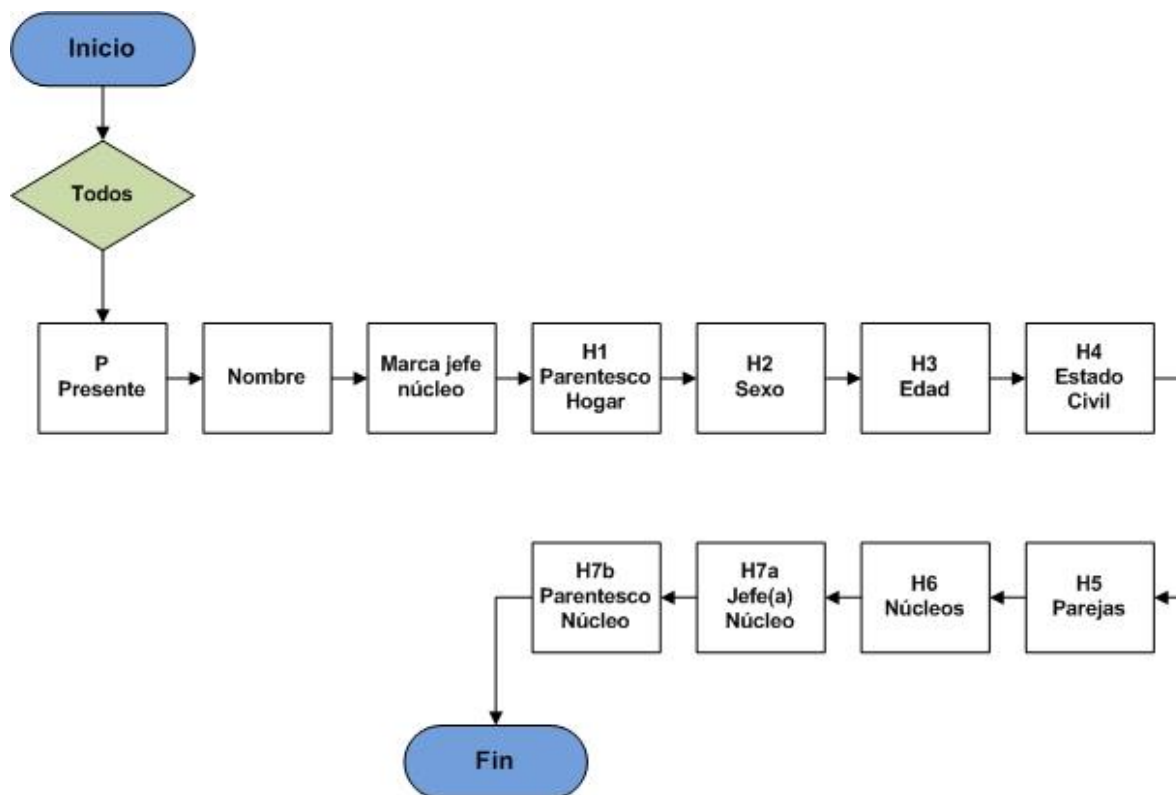 Inicio
Todos
P
Presente
Nombre
Marca jefe
núcleo
H1
Parentesco
Hogar
H2
Sexo
H3
Edad
H4
Estado
Civil
H5
Parejas
H6
Núcleos
H7a
Jefe(a)
Núcleo
H7b
Parentesco
Núcleo
Fin